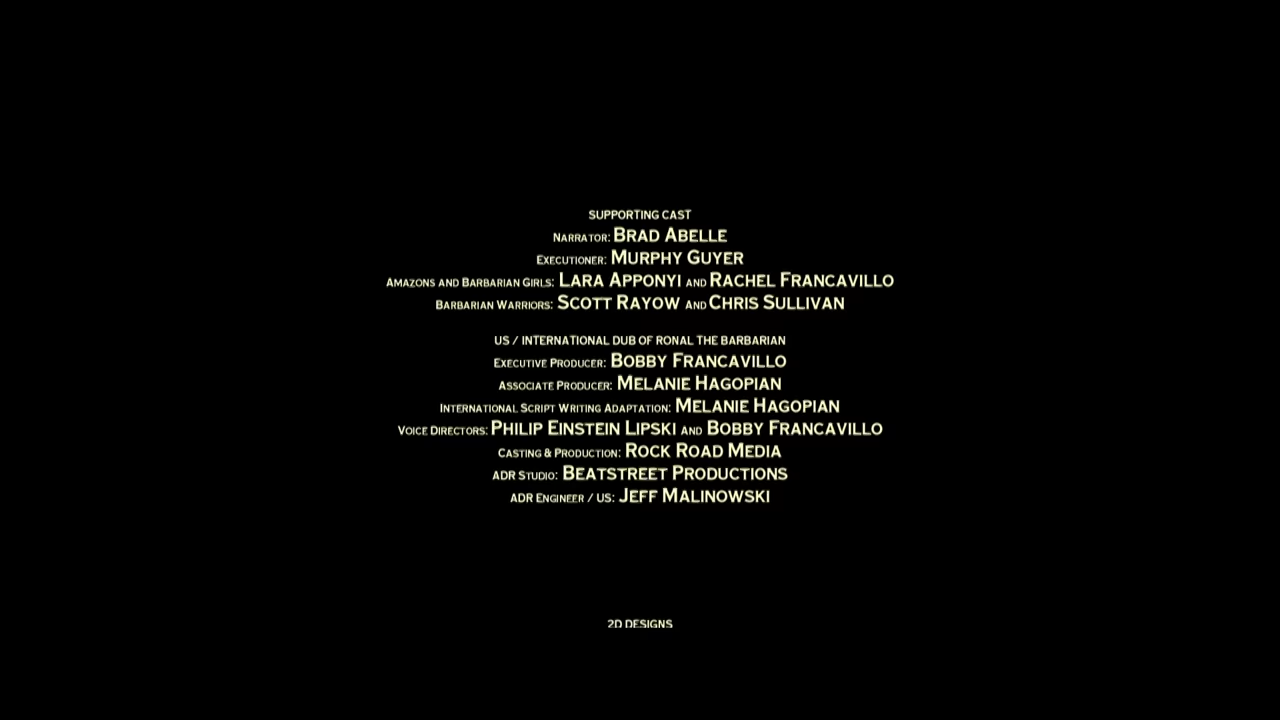 SUPPORTING CAST
NARRATOR: BRAD ABELLE
EXECUTIONER: MURPHY GUYER
AMAZONS AND BARBARIAN GIRLS: LARA APPONYI AND RACHEL FRANCAVILLO
BARBARIAN WARRIORS: SCOTT RAYOW AND CHRIS SULLIVAN
US / INTERNATIONAL DUB OF RONAL THE BARBARIAN
EXECUTIVE PRODUCER: BOBBY FRANCAVILLO
ASSOCIATE PRODUCER: MELANIE HAGOPIAN
INTERNATIONAL SCRIPT WRITING ADAPTATION: MELANIE HAGOPIAN
VOICE DIRECTORS: PHILIP EINSTEIN LIPSKI AND BOBBY FRANCAVILLO
CASTING & PRODUCTION: ROCK ROAD MEDIA
ADR STUDIO: BEATSTREET PRODUCTIONS
ADR ENGINEER / US: JEFF MALINOWSKI
2D DESIGNS